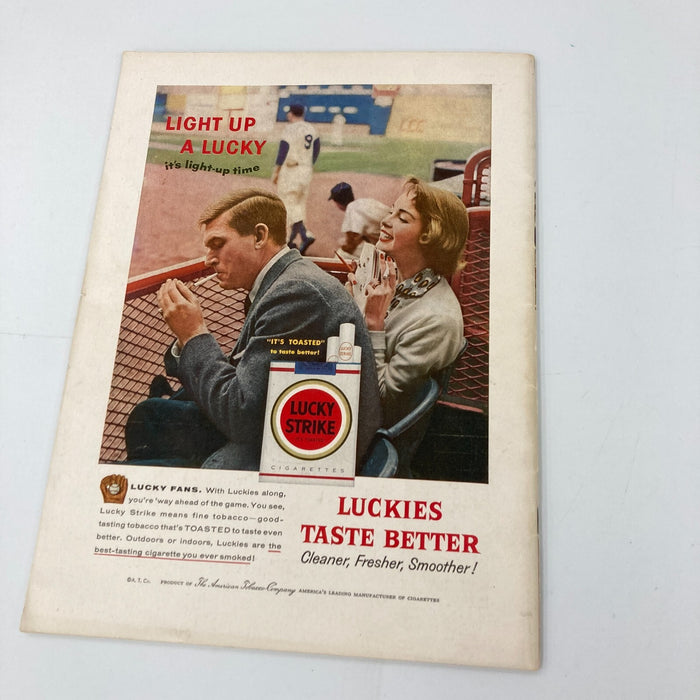 LIGHT UP
A LUCKY
it's light-up time
9
"IT'S TOASTED"
to taste better!
LUCKY
STRIKE
CIGARETTES
LUCKY FANS. With Luckies along,
you're 'way ahead of the game. You see,
Lucky Strike means fine tobacco—good-
tasting tobacco that's TOASTED to taste even
better. Outdoors or indoors, Luckies are the
best-tasting cigarette you ever smoked!
LUCKIES
TASTE BETTER
Cleaner, Fresher, Smoother!
©A. T. Co. PRODUCT OF The American Tobacco Company AMERICA'S LEADING MANUFACTURER OF CIGARETTES